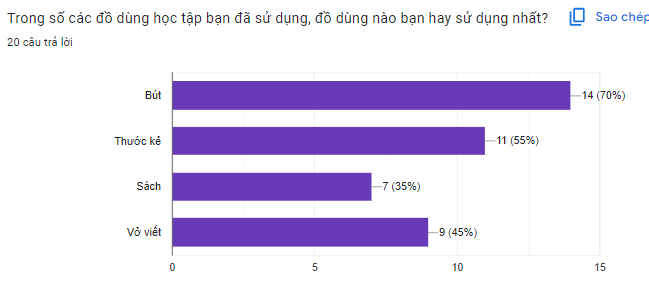 Trong số các đồ dùng học tập bạn đã sử dụng, đồ dùng nào bạn hay sử dụng nhất?
Sao chép
20 câu trả lời
Bút
14 (70%)
Thước kẻ
11 (55%)
Sách
7 (35%)
Vở viết
9 (45%)
0
5
10
15